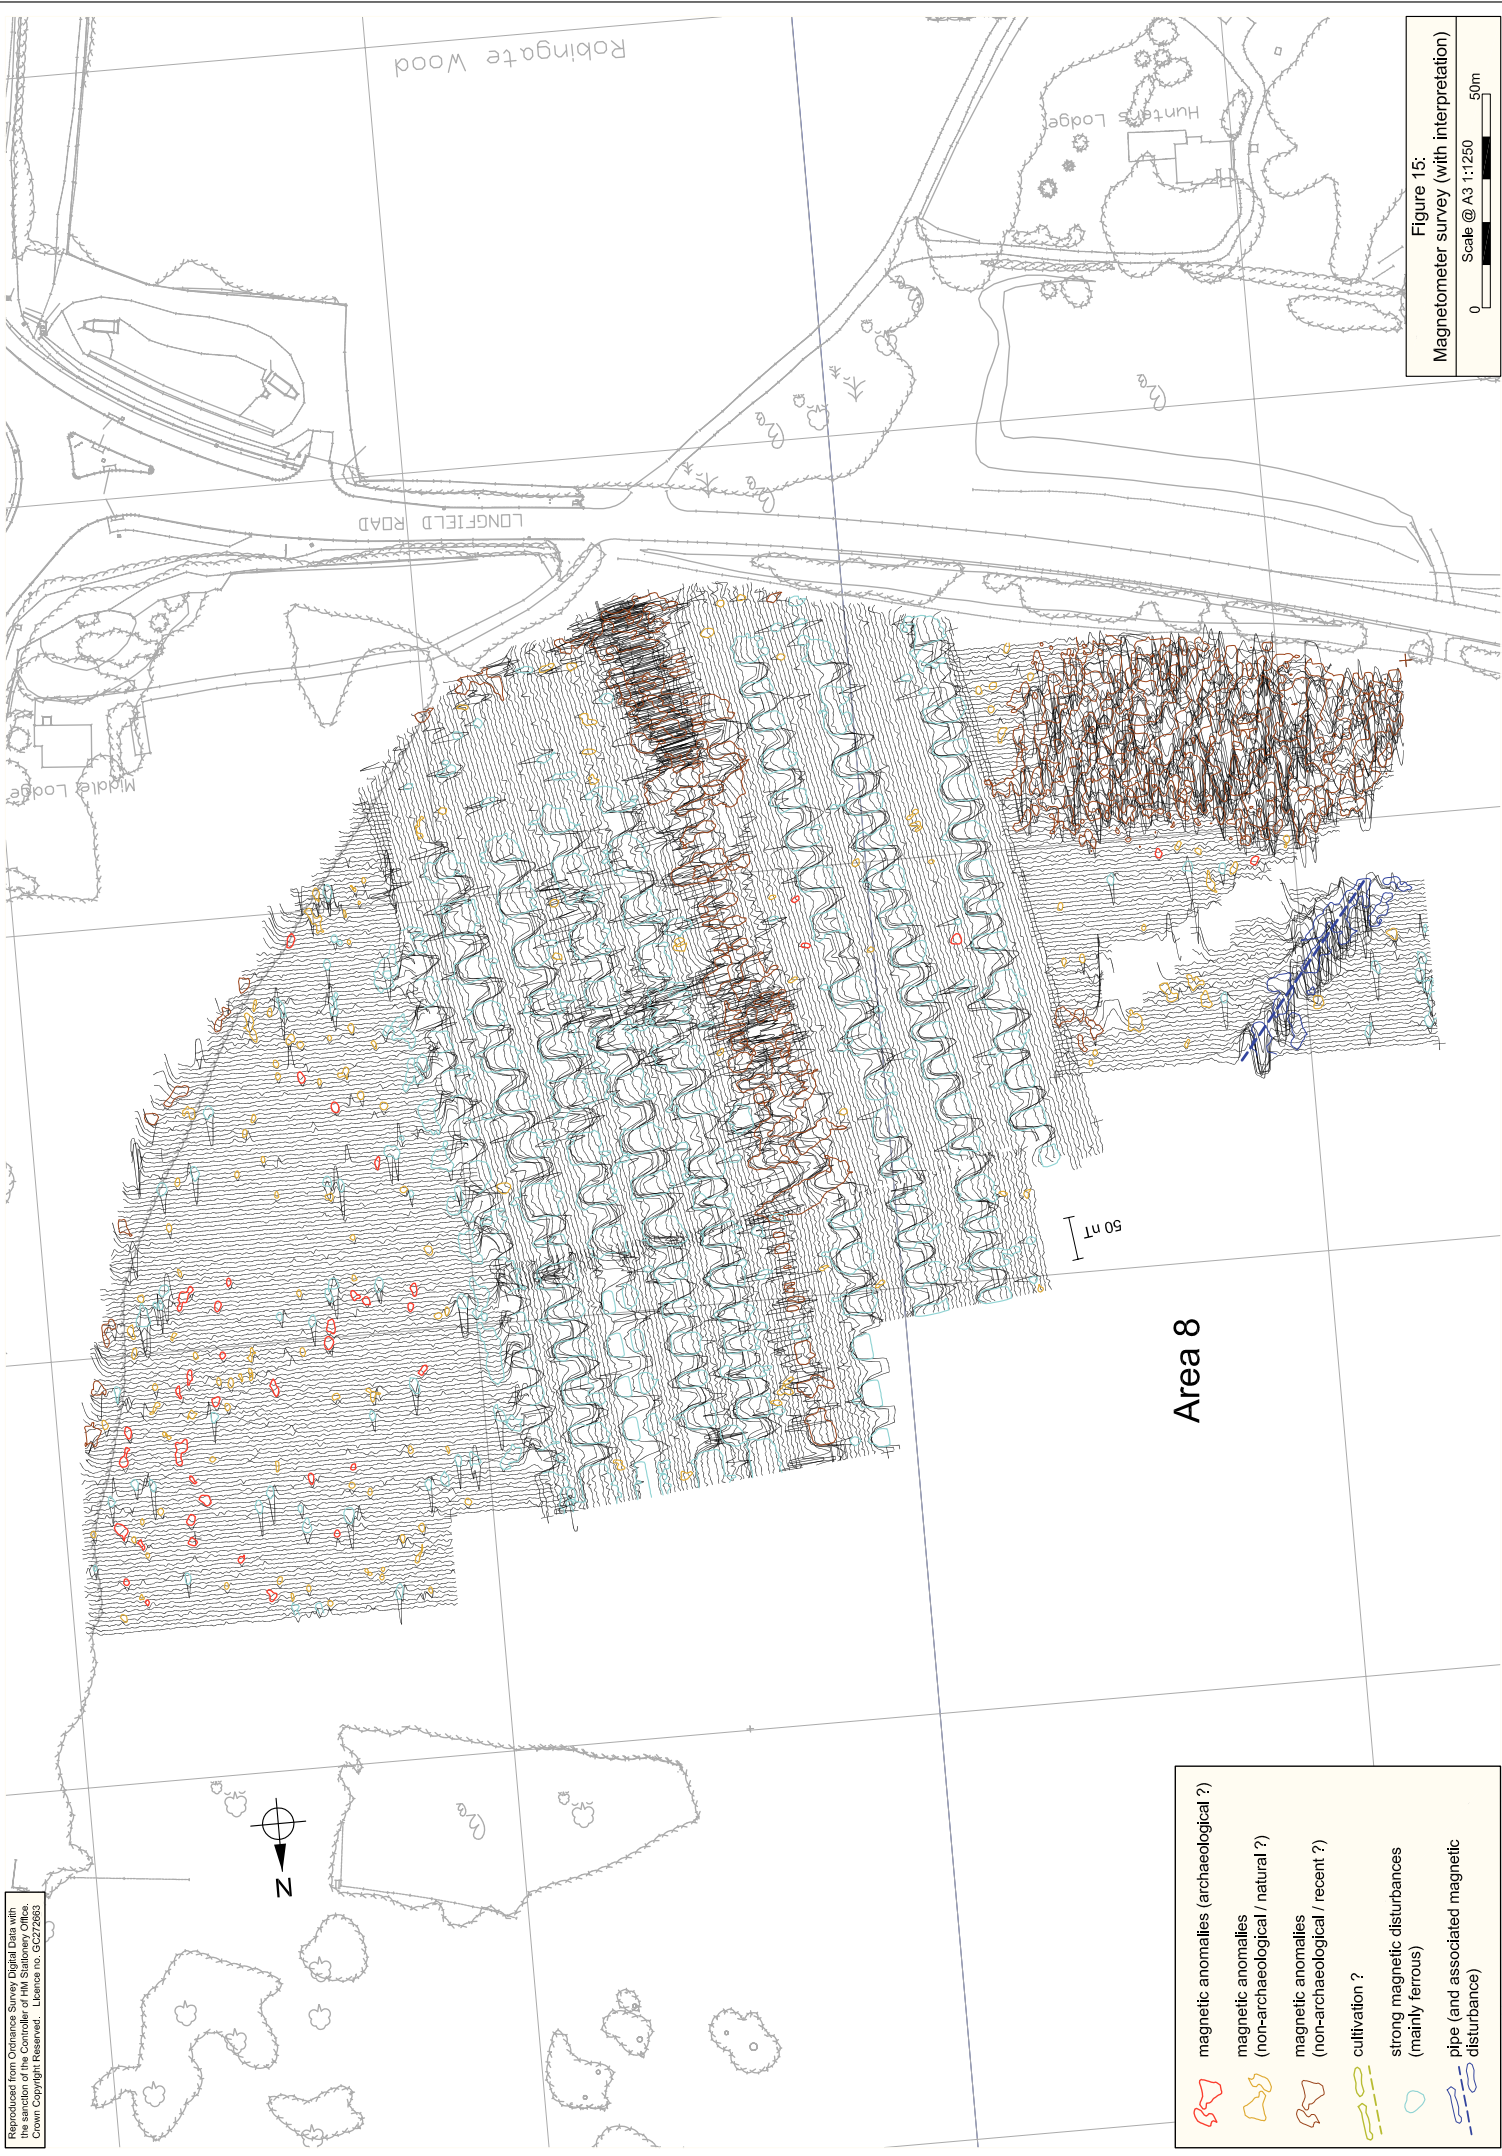 Reproduced from Ordnance Survey Digital Data with
the sanction of the Controller of HM Stationery Office.
Crown Copyright Reserved. Licence no. GC272663
Robingate Wood
Hunter's Lodge
LONGFIELD ROAD
Middle Lodge
Figure 15:
Magnetometer survey (with interpretation)
Scale @ A3 1:1250
0
50m
50 nT
Area 8
N
magnetic anomalies (archaeological ?)
magnetic anomalies
(non-archaeological / natural ?)
magnetic anomalies
(non-archaeological / recent ?)
cultivation ?
strong magnetic disturbances
(mainly ferrous)
pipe (and associated magnetic
disturbance)